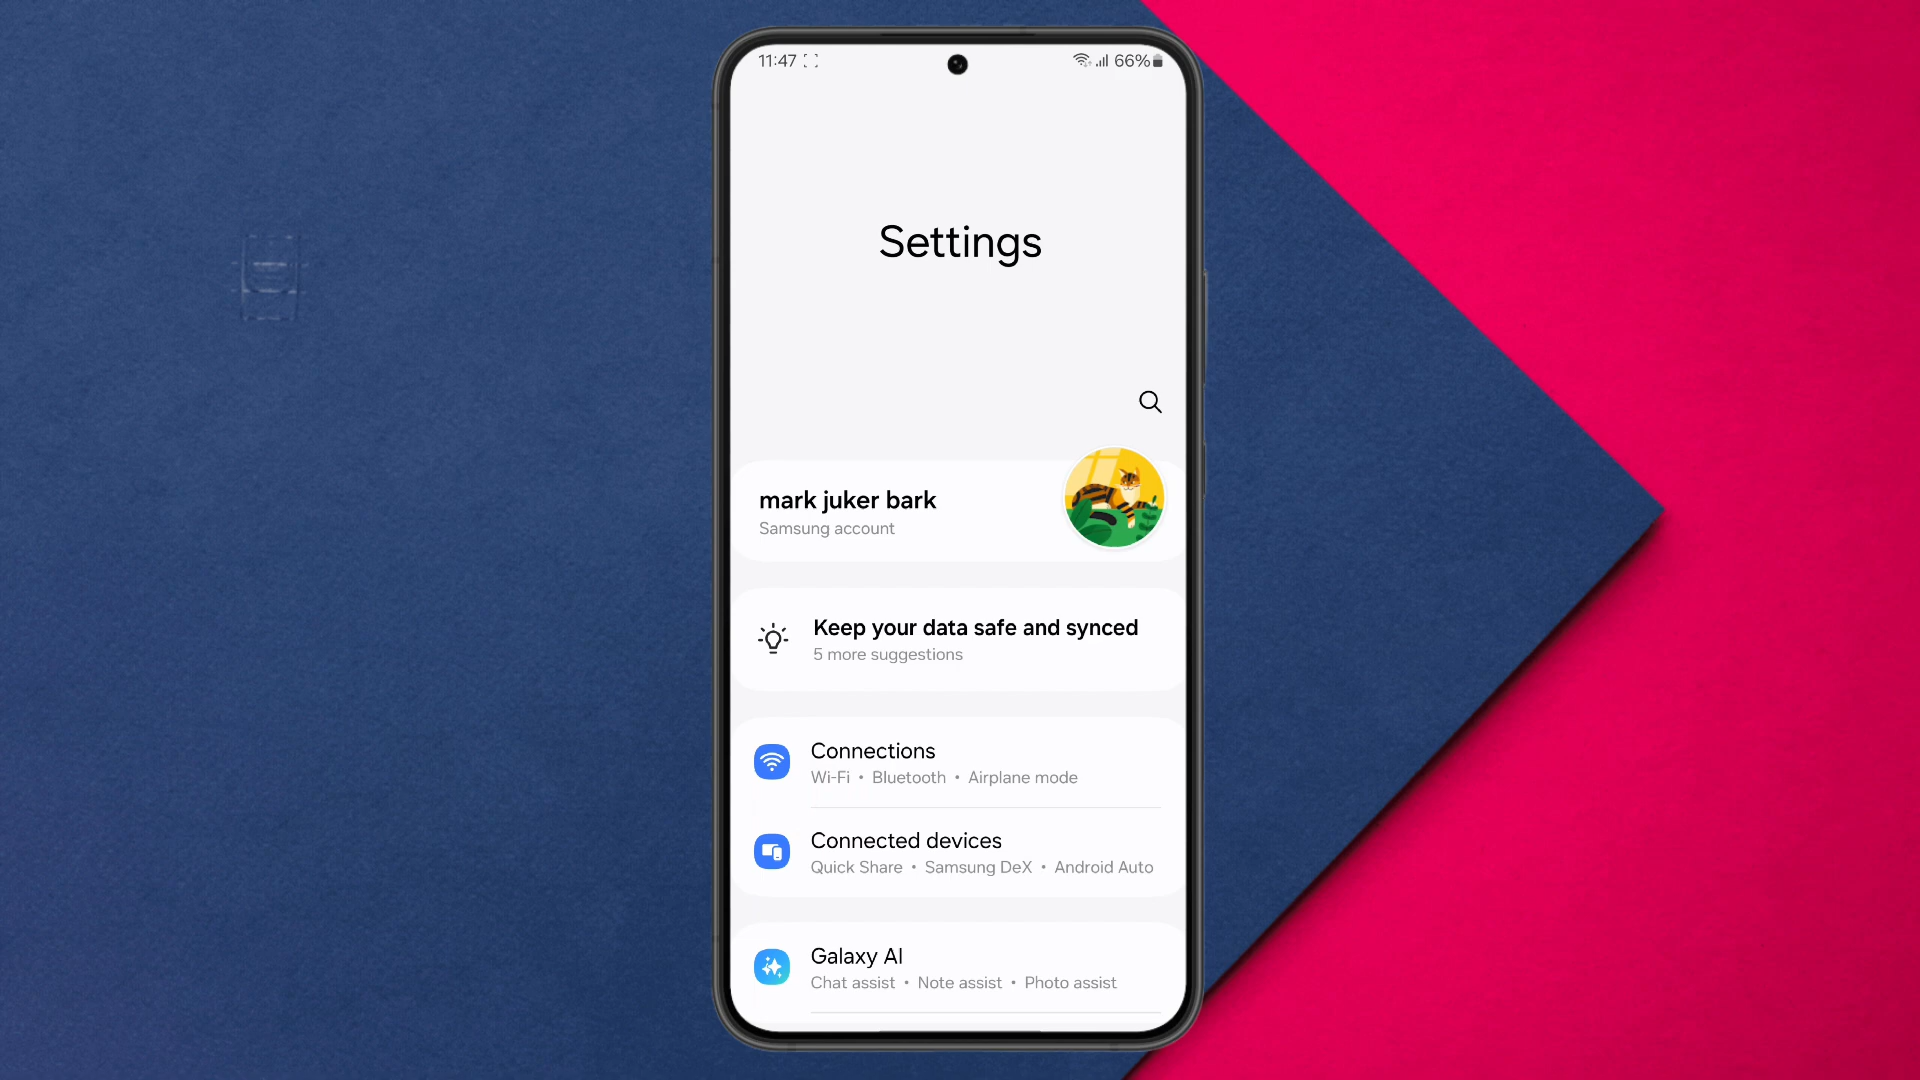 11:47 66%
Settings
mark juker bark
Samsung account
Keep your data safe and synced
5 more suggestions
Connections
Wi-Fi • Bluetooth • Airplane mode
Connected devices
Quick Share • Samsung DeX • Android Auto
Galaxy AI
Chat assist • Note assist • Photo assist